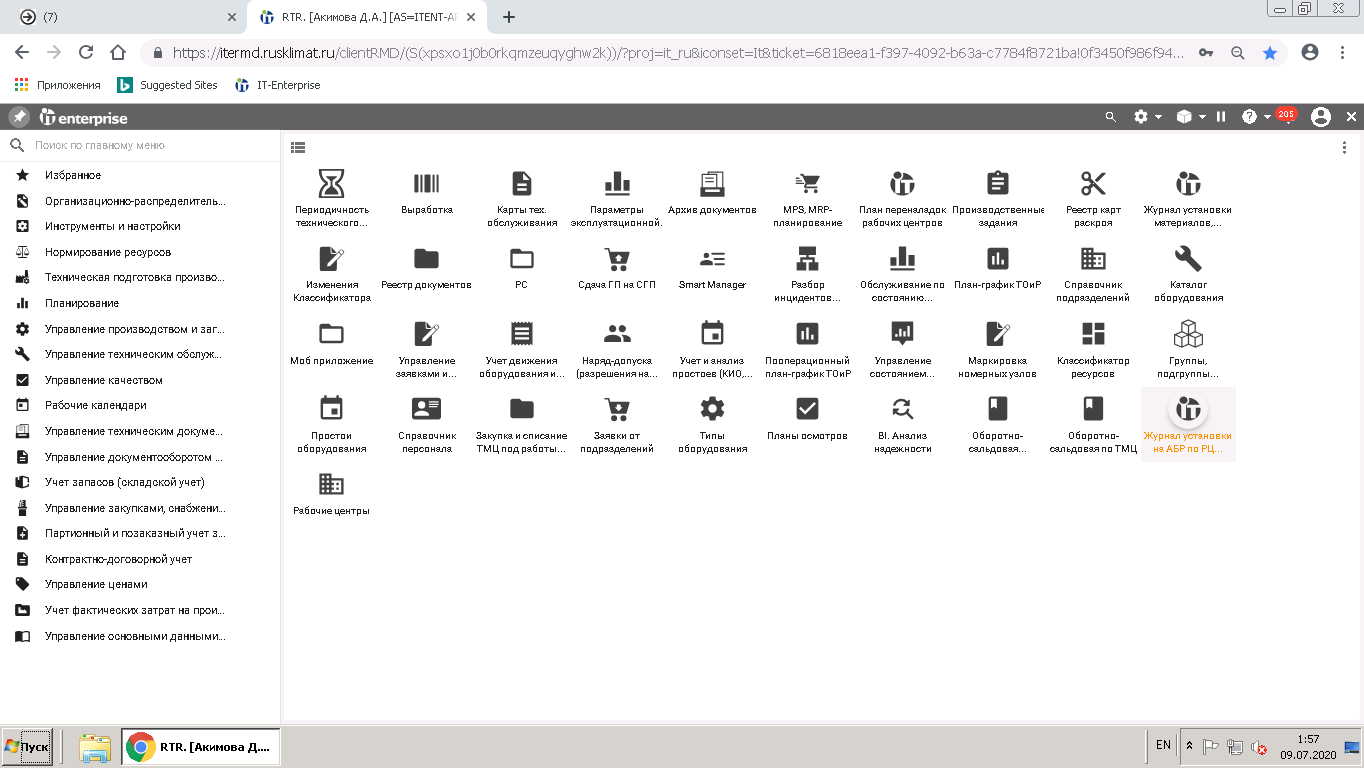 (7)
RTR. [Акимова Д.А.] [AS=ITENT-AP
https://itermd.rusklimat.ru/clientRMD/(S(xpsxo1j0b0rkqmzeuqyghw2k))/?proj=it_ru&iconset=It&ticket=6818eea1-f397-4092-b63a-c7784f8721ba!0f3450f986f94...
Приложения
Suggested Sites
IT-Enterprise
it enterprise
205
Поиск по главному меню
Избранное
Организационно-распределитель...
Инструменты и настройки
Нормирование ресурсов
Техническая подготовка произво...
Планирование
Управление производством и заг...
Управление техническим обслуж...
Управление качеством
Рабочие календари
Управление техническим докуме...
Управление документооборотом ...
Учет запасов (складской учет)
Управление закупками, снабжени...
Партионный и позаказный учет з...
Контрактно-договорной учет
Управление ценами
Учет фактических затрат на прои...
Управление основными данными...
Периодичность
технического...
Выработка
Карты тех.
обслуживания
Параметры
эксплуатационной.
Архив документов
MPS, MRP-
планирование
План переналадок
рабочих центров
Производственные
задания
Реестр карт
раскроя
Журнал установки
материалов,...
Изменения
Классификатора
Реестр документов
РС
Сдача ГП на СГП
Smart Manager
Разбор
инцидентов...
Обслуживание по
состоянию...
План-график ТОиР
Справочник
подразделений
Каталог
оборудования
Моб приложение
Управление
заявками и...
Учет движения
оборудования и...
Наряд-допуска
(разрешения на...
Учет и анализ
простоев (КИО,...
Пооперационный
план-график ТОиР
Управление
состоянием...
Маркировка
номерных узлов
Классификатор
ресурсов
Группы,
подгруппы...
Простои
оборудования
Справочник
персонала
Закупка и списание
ТМЦ под работы...
Заявки от
подразделений
Типы
оборудования
Планы осмотров
BI. Анализ
надежности
Оборотно-
сальдовая...
Оборотно-
сальдовая по ТМЦ
Журнал установки
на АБР по РЦ...
Рабочие центры
Пуск
RTR. [Акимова Д....
EN
1:57
09.07.2020